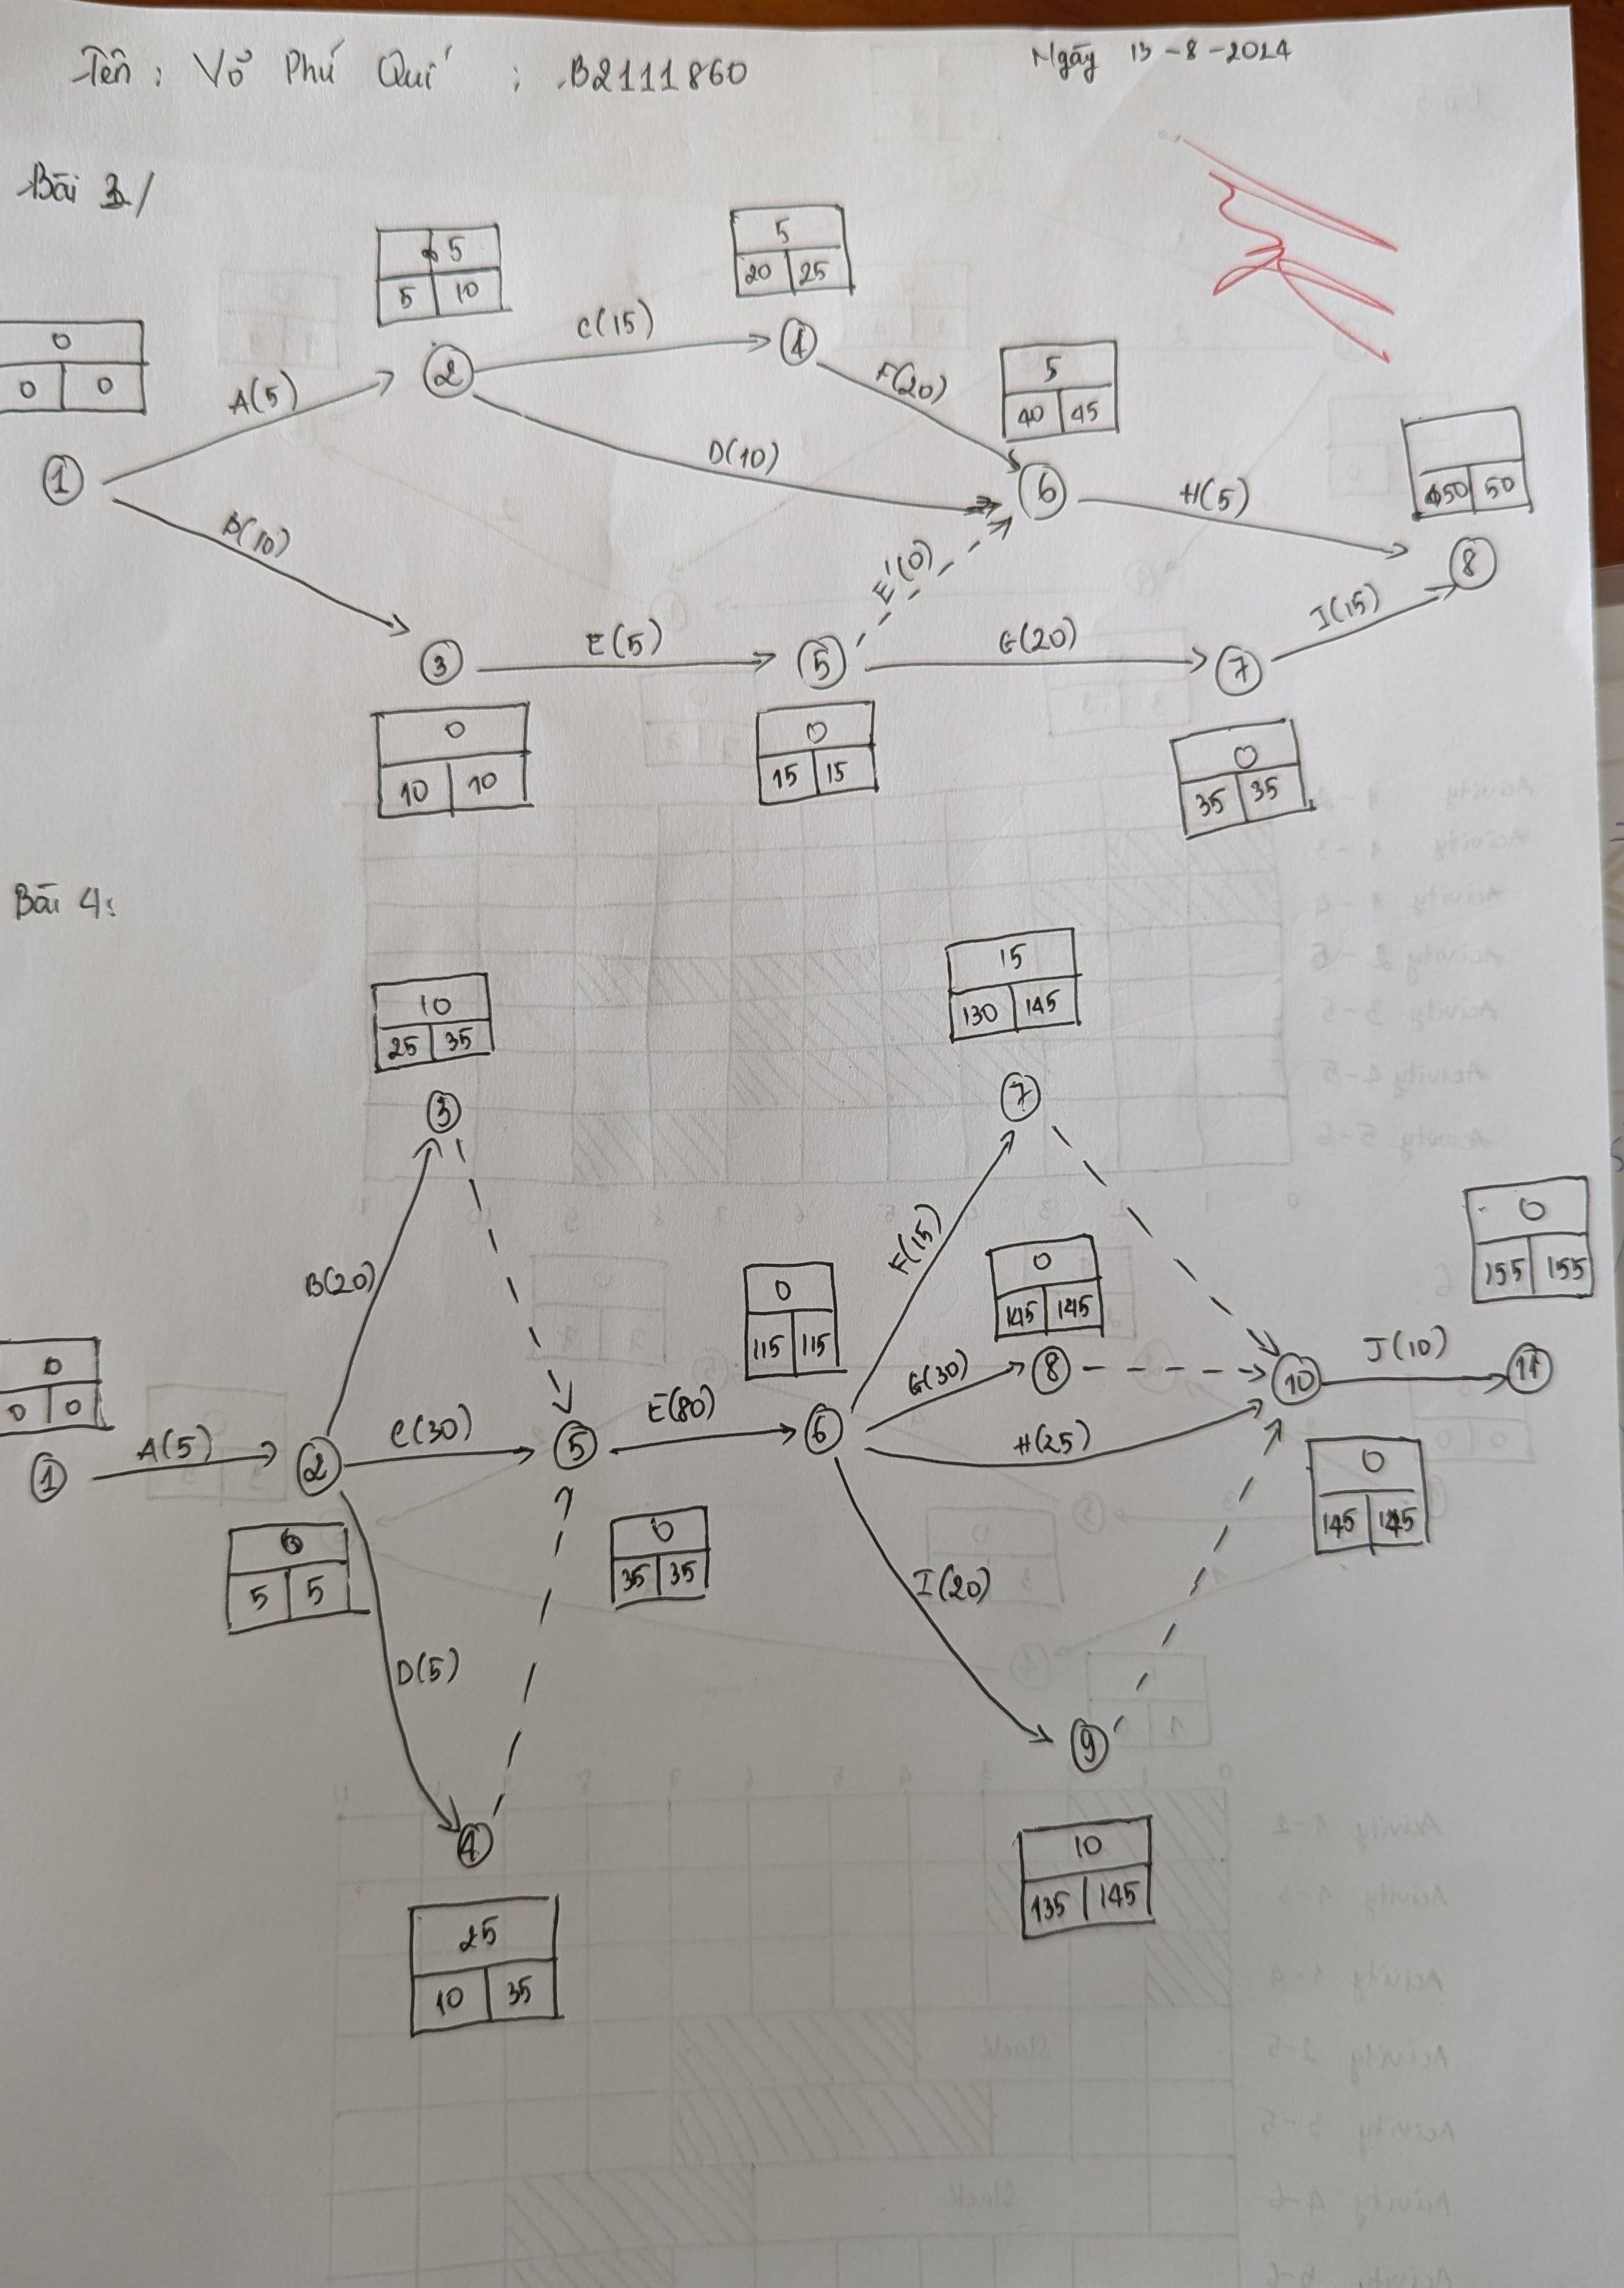 Tên : Võ Phú Quí ; B2111860
Ngày 13-8-2024
Bài 3/
5
5 10
5
20 25
0
0 0
A(5)
2
C(15)
4
F(20)
5
40 45
1
D(10)
6
H(5)
50 50
B(10)
E'(0)
8
3
E(5)
5
G(20)
7
I(15)
0
10 10
0
15 15
0
35 35
Bài 4:
10
25 35
15
130 145
3
7
B(20)
F(15)
0
115 115
0
145 145
0
155 155
0
0 0
1
A(5)
2
C(30)
5
E(80)
6
G(30)
8
H(25)
10
J(10)
11
0
5 5
0
35 35
0
145 145
D(5)
I(20)
4
9
25
10 35
10
135 145